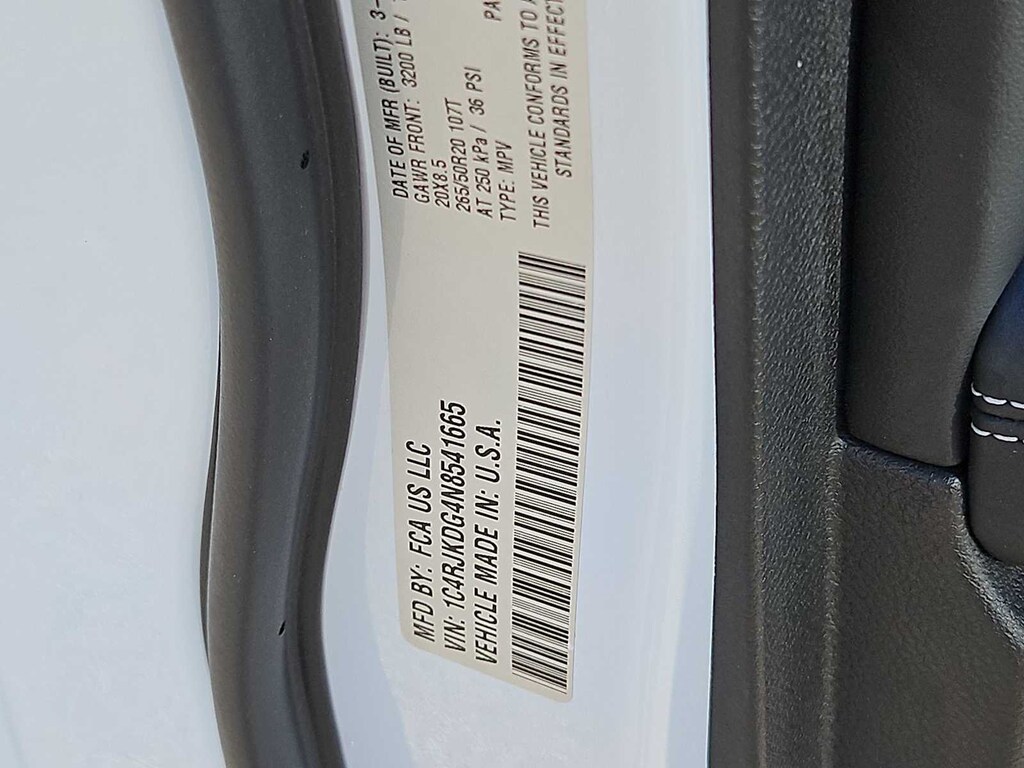 MFD BY: FCA US LLC
VIN: 1C4RJKDG4N8541665
VEHICLE MADE IN: U.S.A.
DATE OF MFR (BUILT): 3-
GAWR FRONT: 3200 LB /
20X8.5
265/50R20 107T
AT 250 kPa / 36 PSI
TYPE: MPV PA
THIS VEHICLE CONFORMS TO A
STANDARDS IN EFFECT